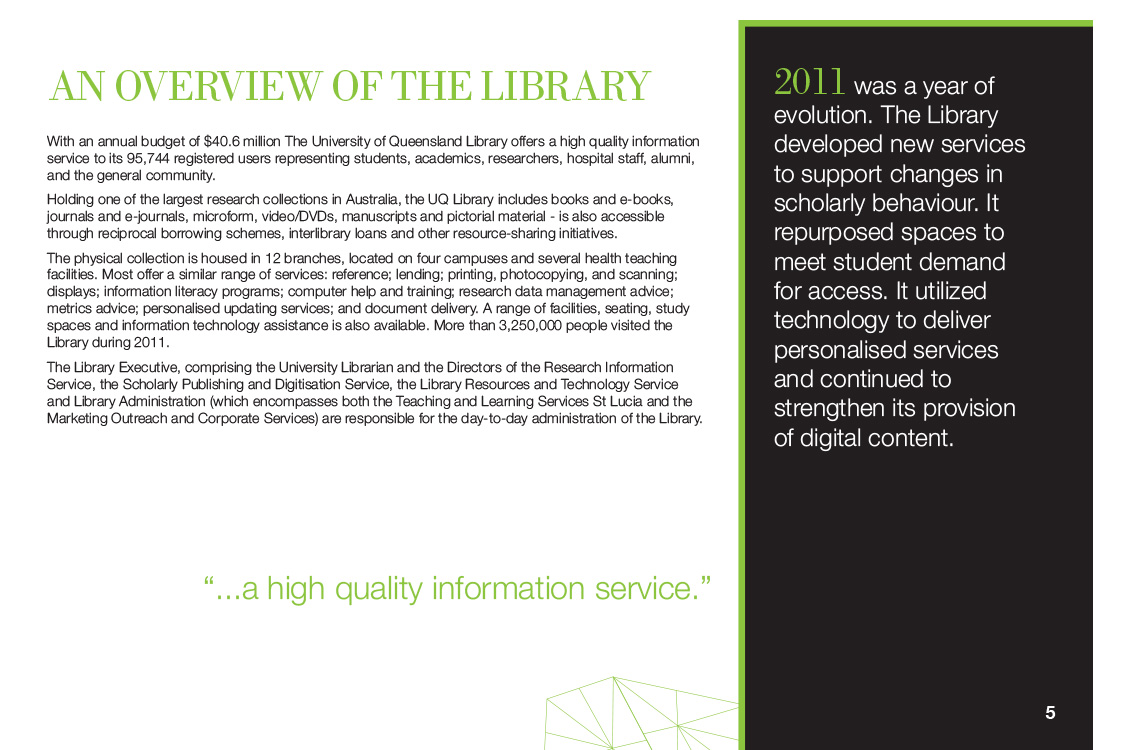 AN OVERVIEW OF THE LIBRARY
With an annual budget of $40.6 million The University of Queensland Library offers a high quality information
service to its 95,744 registered users representing students, academics, researchers, hospital staff, alumni,
and the general community.
Holding one of the largest research collections in Australia, the UQ Library includes books and e-books,
journals and e-journals, microform, video/DVDs, manuscripts and pictorial material - is also accessible
through reciprocal borrowing schemes, interlibrary loans and other resource-sharing initiatives.
The physical collection is housed in 12 branches, located on four campuses and several health teaching
facilities. Most offer a similar range of services: reference; lending; printing, photocopying, and scanning;
displays; information literacy programs; computer help and training; research data management advice;
metrics advice; personalised updating services; and document delivery. A range of facilities, seating, study
spaces and information technology assistance is also available. More than 3,250,000 people visited the
Library during 2011.
The Library Executive, comprising the University Librarian and the Directors of the Research Information
Service, the Scholarly Publishing and Digitisation Service, the Library Resources and Technology Service
and Library Administration (which encompasses both the Teaching and Learning Services St Lucia and the
Marketing Outreach and Corporate Services) are responsible for the day-to-day administration of the Library.
“...a high quality information service.”
2011 was a year of
evolution. The Library
developed new services
to support changes in
scholarly behaviour. It
repurposed spaces to
meet student demand
for access. It utilized
technology to deliver
personalised services
and continued to
strengthen its provision
of digital content.
5